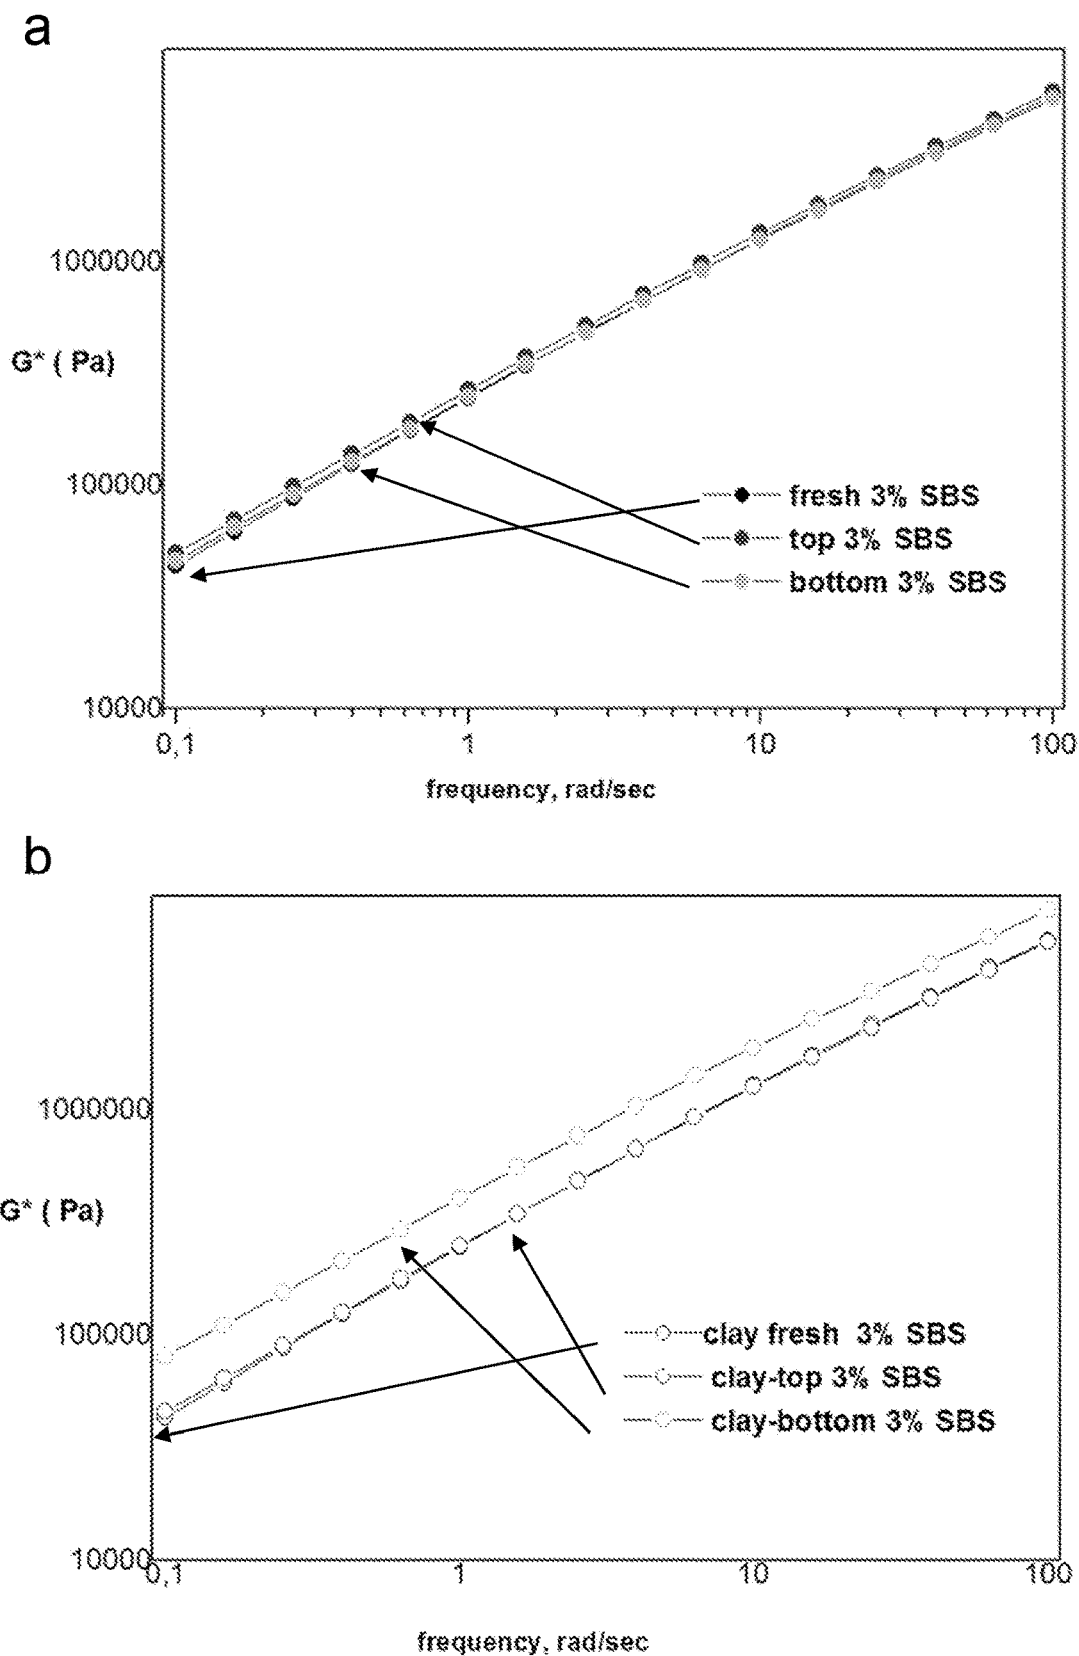 a
1000000
G* ( Pa)
100000
fresh 3% SBS
top 3% SBS
bottom 3% SBS
10000
0,1 1 10 100
frequency, rad/sec
b
1000000
G* ( Pa)
100000
clay fresh 3% SBS
clay-top 3% SBS
clay-bottom 3% SBS
10000
0,1 1 10 100
frequency, rad/sec